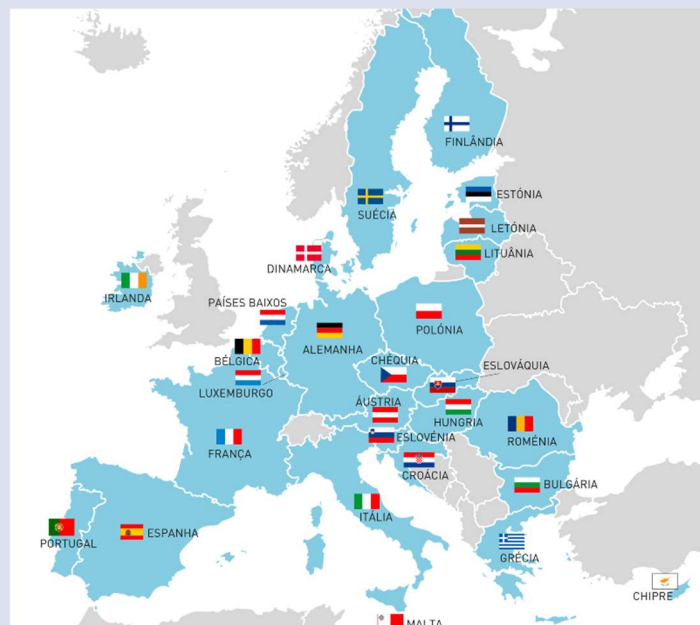 FINLÂNDIA
ESTÓNIA
SUÉCIA
LETÓNIA
LITUÂNIA
DINAMARCA
IRLANDA
PAÍSES BAIXOS
POLÓNIA
ALEMANHA
BÉLGICA
CHÉQUIA
ESLOVÁQUIA
LUXEMBURGO
ÁUSTRIA
HUNGRIA
ESLOVÉNIA
ROMÉNIA
FRANÇA
CROÁCIA
BULGÁRIA
ITÁLIA
ESPANHA
PORTUGAL
GRÉCIA
CHIPRE
MALTA